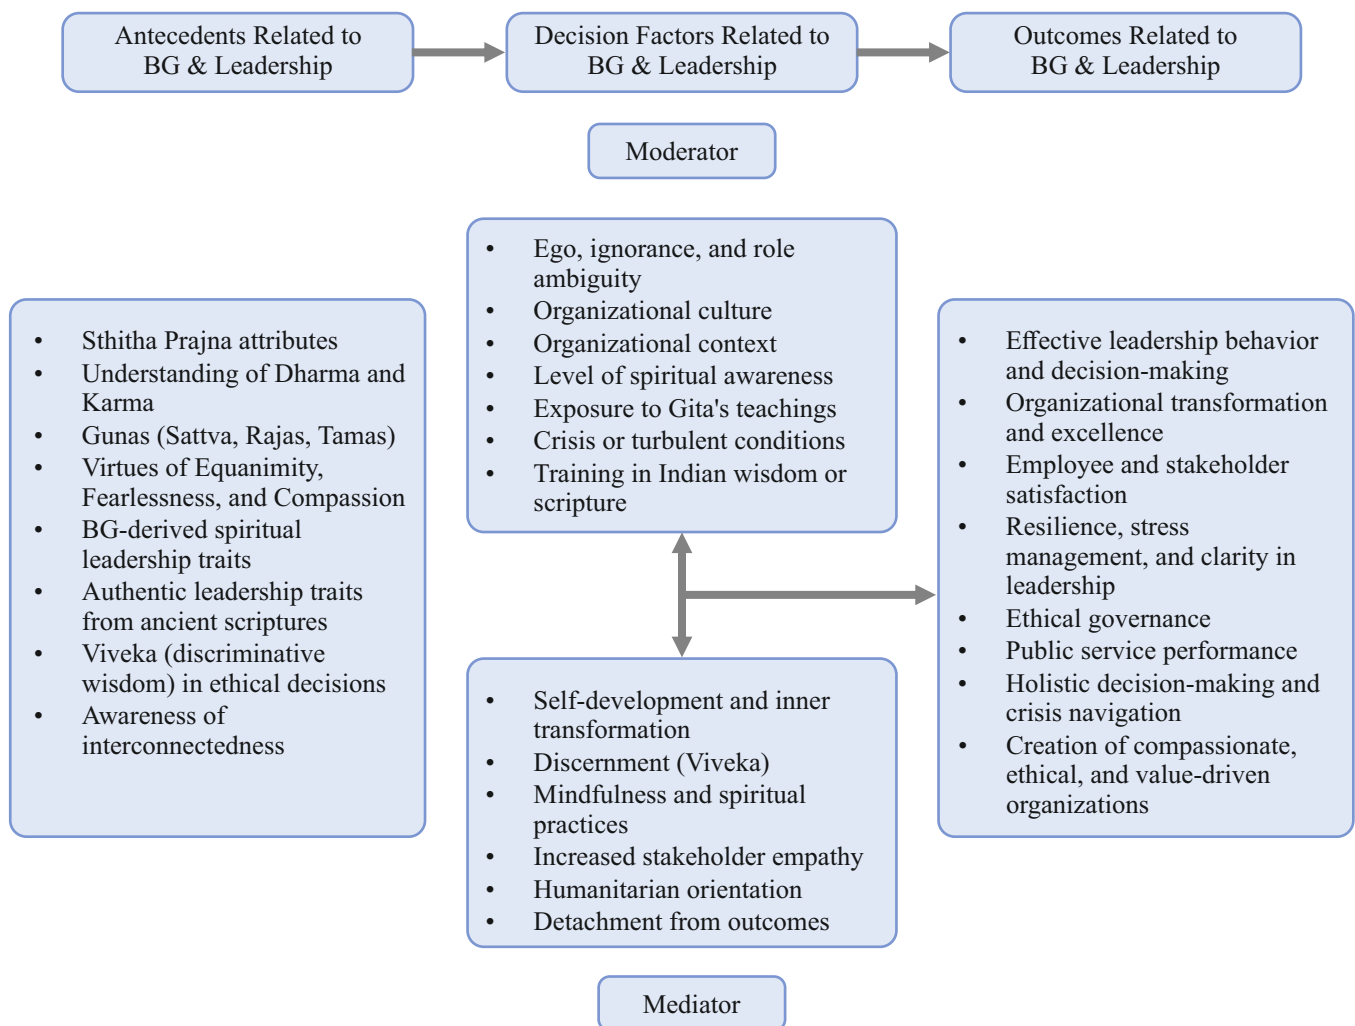 Antecedents Related to
BG & Leadership
Decision Factors Related to
BG & Leadership
Outcomes Related to
BG & Leadership
Moderator
• Sthitha Prajna attributes
• Understanding of Dharma and
Karma
• Gunas (Sattva, Rajas, Tamas)
• Virtues of Equanimity,
Fearlessness, and Compassion
• BG-derived spiritual
leadership traits
• Authentic leadership traits
from ancient scriptures
• Viveka (discriminative
wisdom) in ethical decisions
• Awareness of
interconnectedness
• Ego, ignorance, and role
ambiguity
• Organizational culture
• Organizational context
• Level of spiritual awareness
• Exposure to Gita's teachings
• Crisis or turbulent conditions
• Training in Indian wisdom or
scripture
• Self-development and inner
transformation
• Discernment (Viveka)
• Mindfulness and spiritual
practices
• Increased stakeholder empathy
• Humanitarian orientation
• Detachment from outcomes
• Effective leadership behavior
and decision-making
• Organizational transformation
and excellence
• Employee and stakeholder
satisfaction
• Resilience, stress
management, and clarity in
leadership
• Ethical governance
• Public service performance
• Holistic decision-making and
crisis navigation
• Creation of compassionate,
ethical, and value-driven
organizations
Mediator